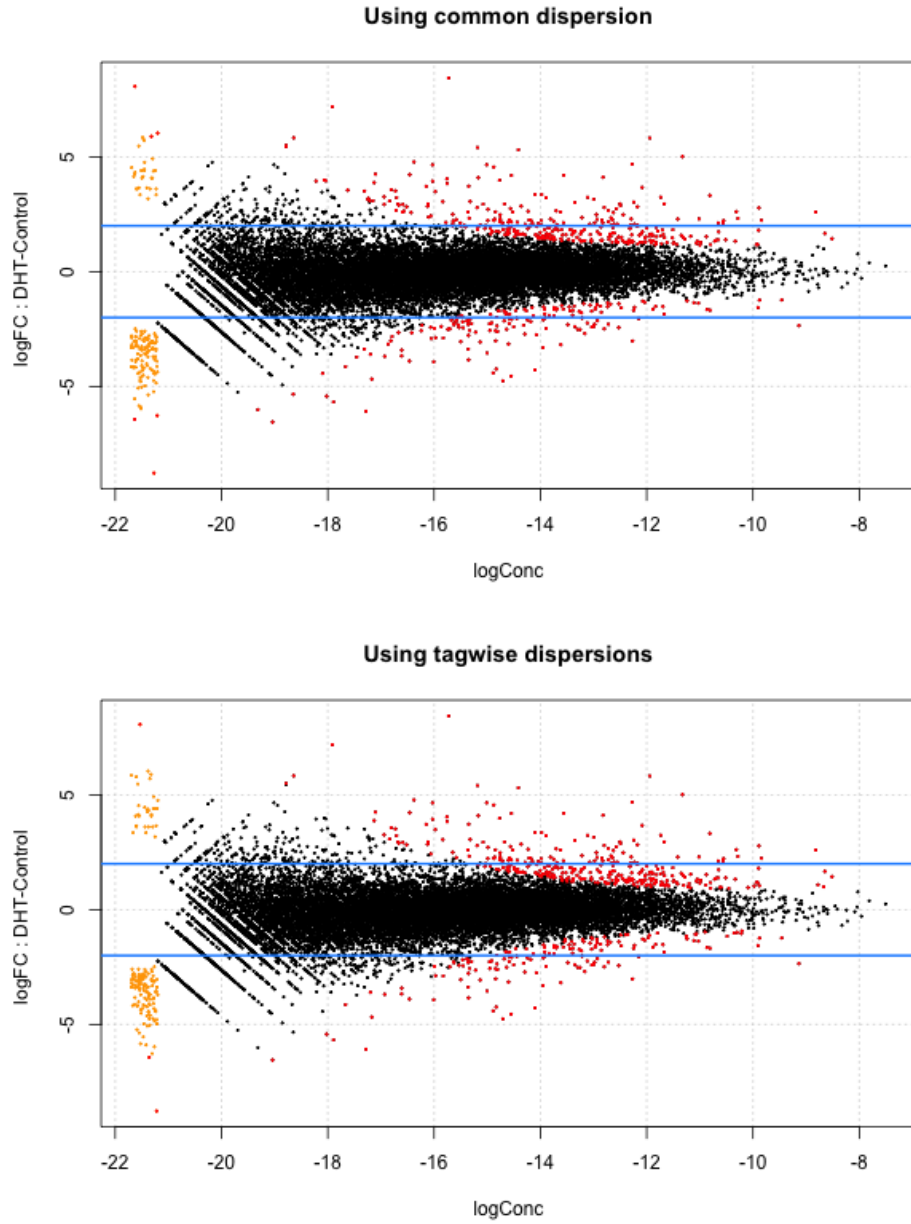 Using common dispersion
logFC : DHT-Control
5
0
-5
-22 -20 -18 -16 -14 -12 -10 -8
logConc
Using tagwise dispersions
logFC : DHT-Control
5
0
-5
-22 -20 -18 -16 -14 -12 -10 -8
logConc